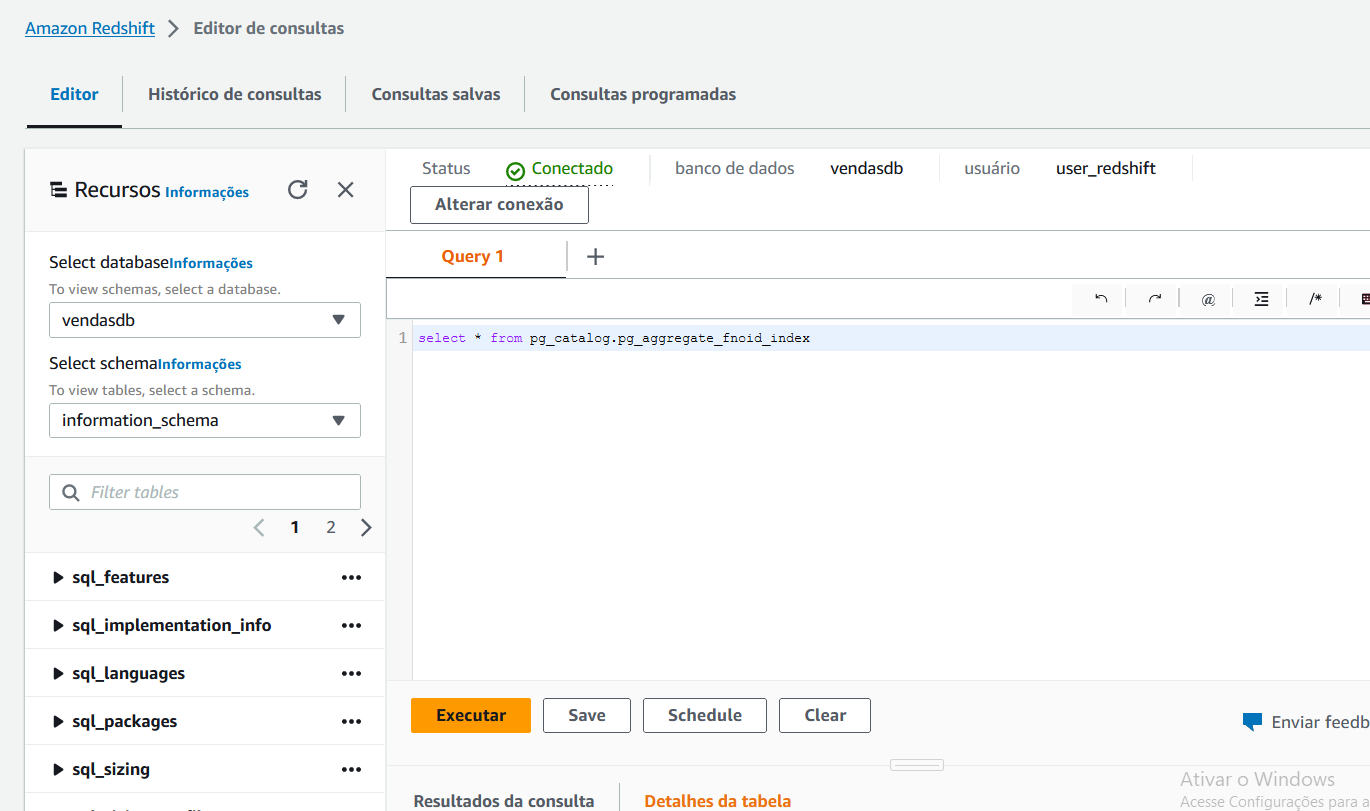 Amazon Redshift > Editor de consultas
Editor
Histórico de consultas
Consultas salvas
Consultas programadas
Recursos Informações
Select databaseInformações
To view schemas, select a database.
vendasdb
Select schemaInformações
To view tables, select a schema.
information_schema
Filter tables
1 2
sql_features
sql_implementation_info
sql_languages
sql_packages
sql_sizing
Status Conectado
banco de dados vendasdb
usuário user_redshift
Alterar conexão
Query 1 +
@ /*
1 select * from pg_catalog.pg_aggregate_fnoid_index
Executar
Save
Schedule
Clear
Enviar feedb
Resultados da consulta
Detalhes da tabela
Ativar o Windows
Acesse Configurações para a